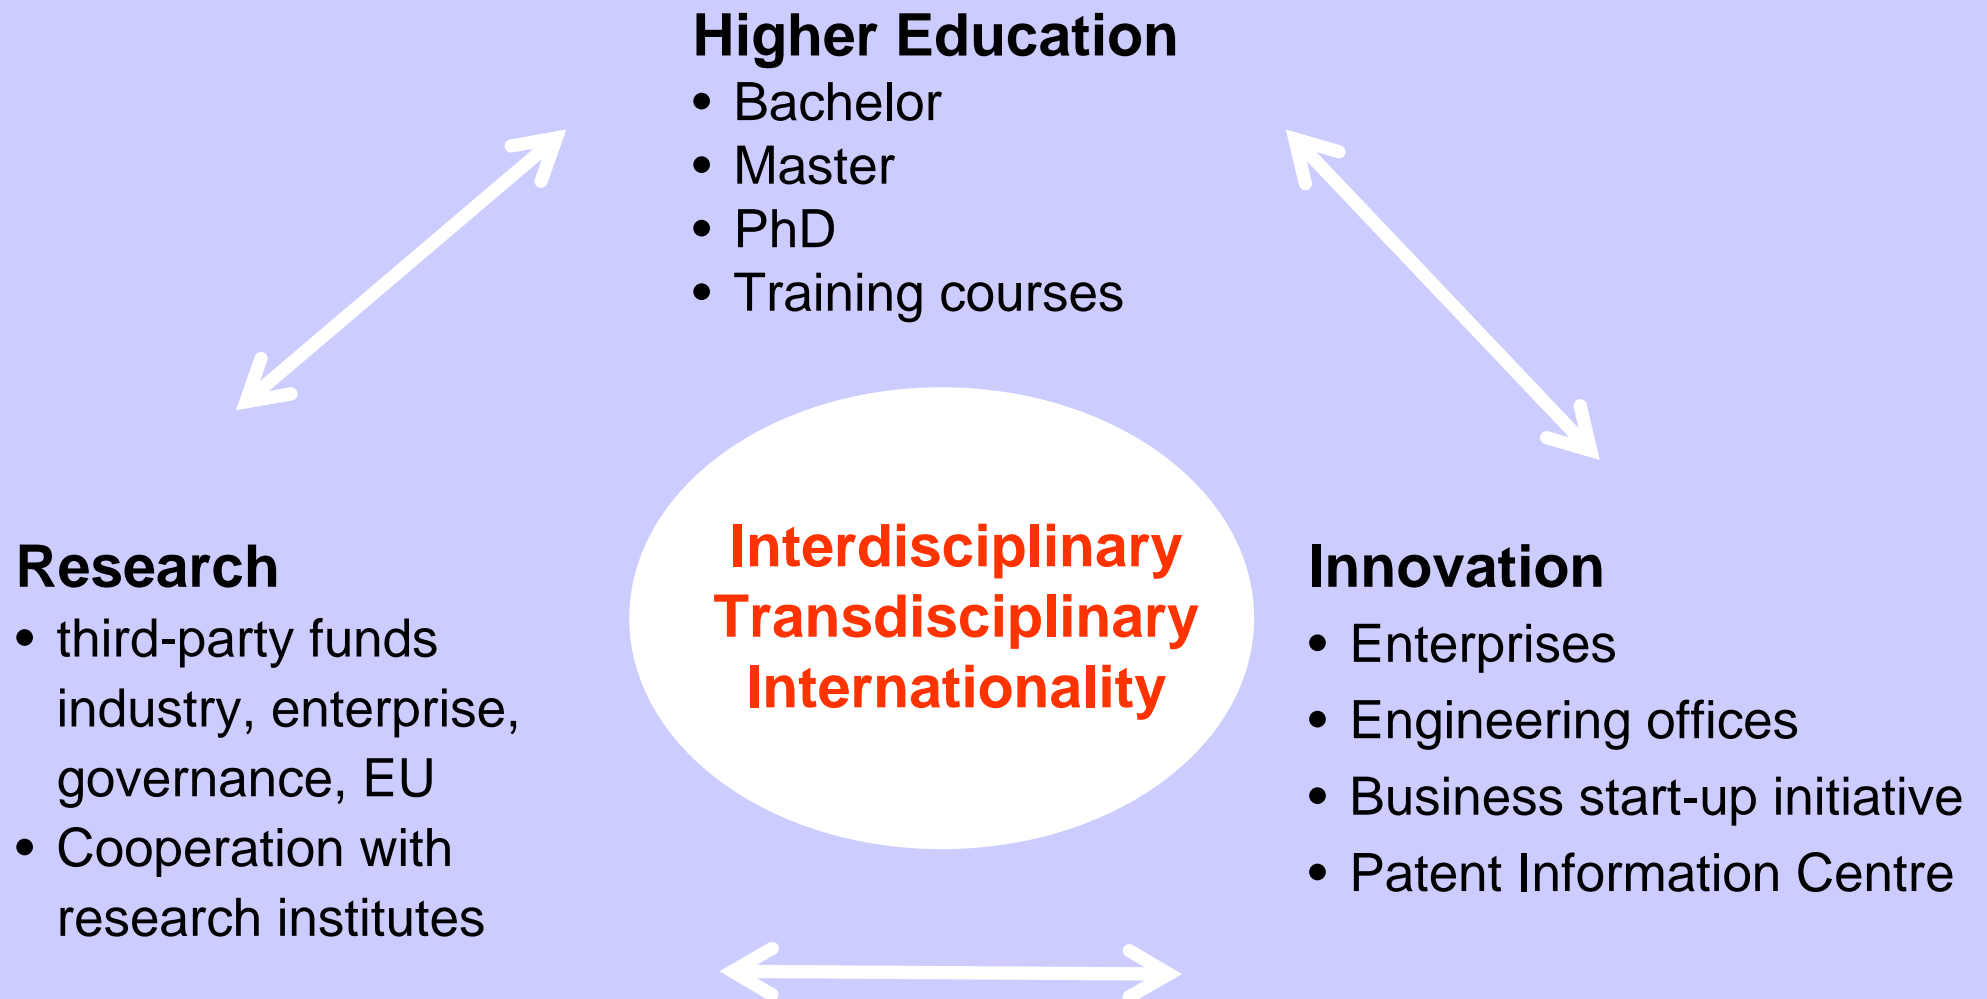 Higher Education
• Bachelor
• Master
• PhD
• Training courses
Interdisciplinary
Transdisciplinary
Internationality
Research
• third-party funds
industry, enterprise,
governance, EU
• Cooperation with
research institutes
Innovation
• Enterprises
• Engineering offices
• Business start-up initiative
• Patent Information Centre